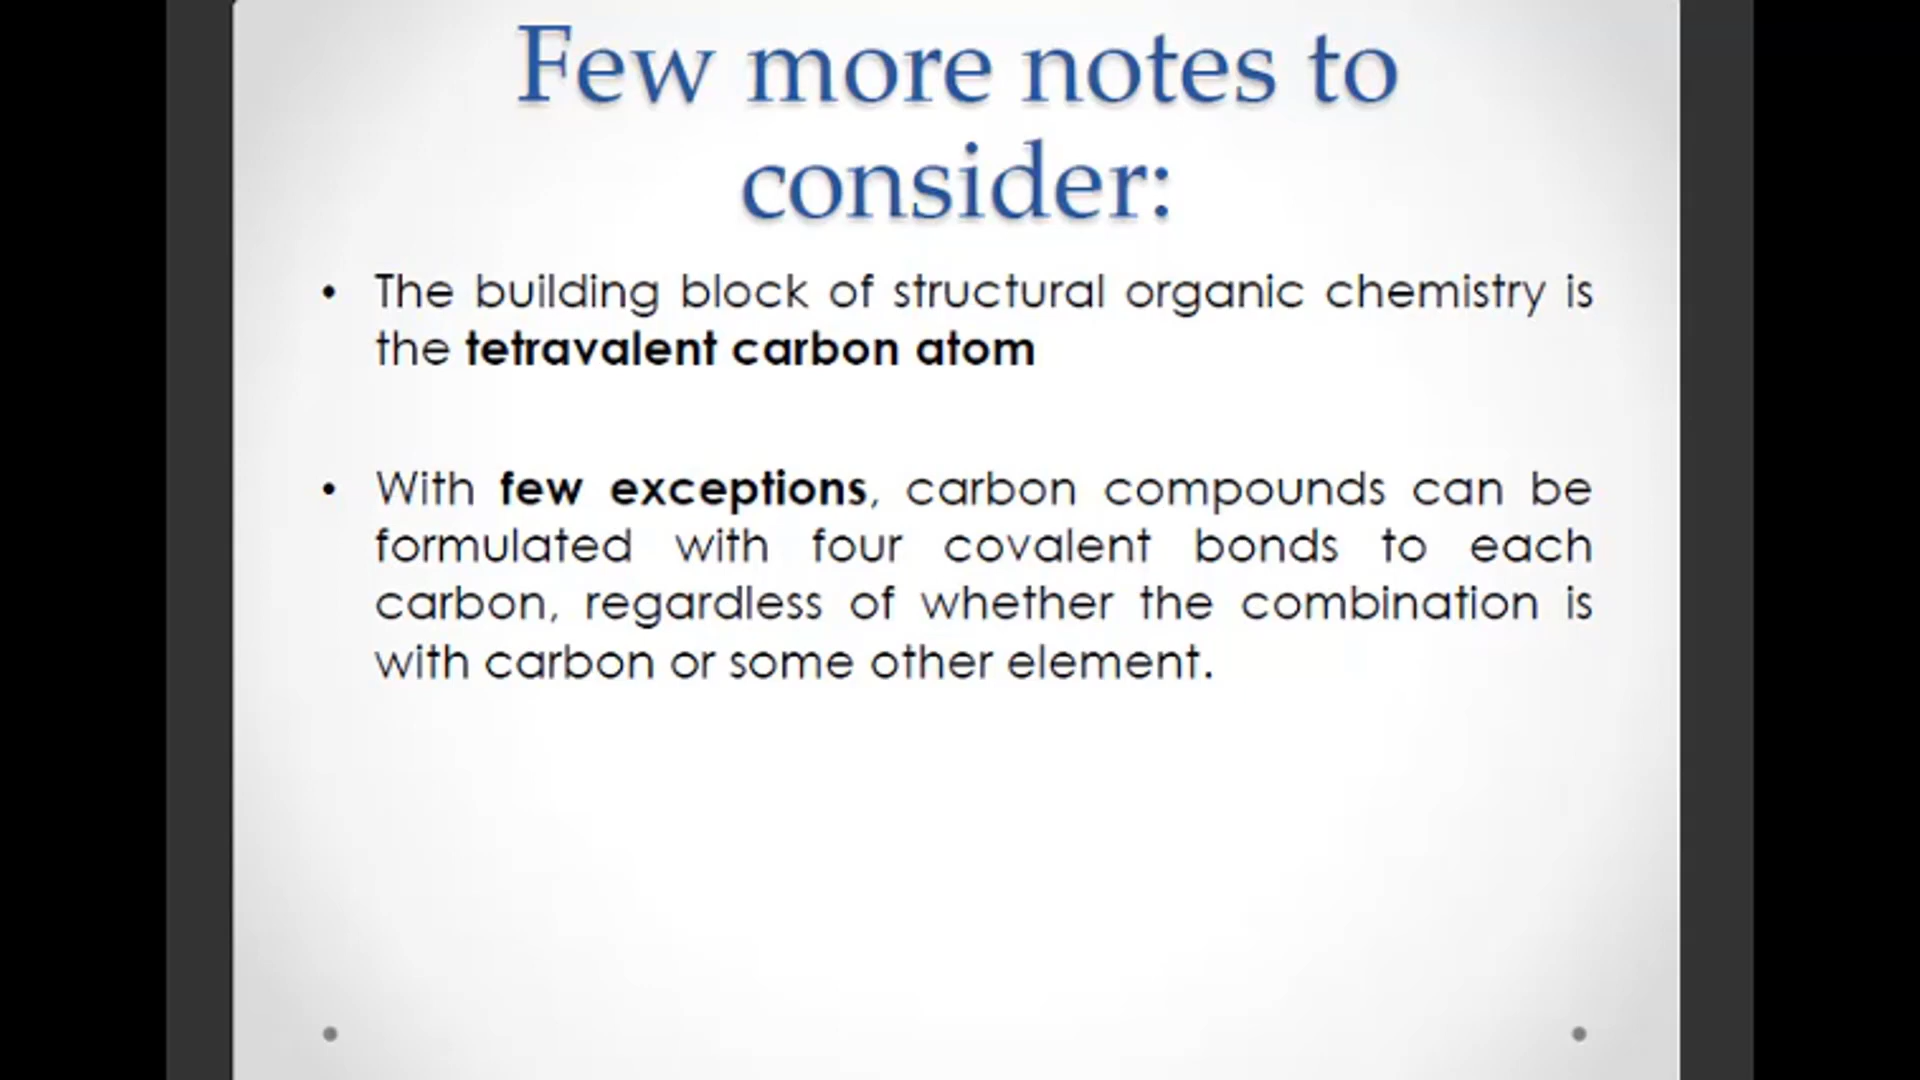 Few more notes to
consider:
• The building block of structural organic chemistry is
the tetravalent carbon atom
• With few exceptions, carbon compounds can be
formulated with four covalent bonds to each
carbon, regardless of whether the combination is
with carbon or some other element.